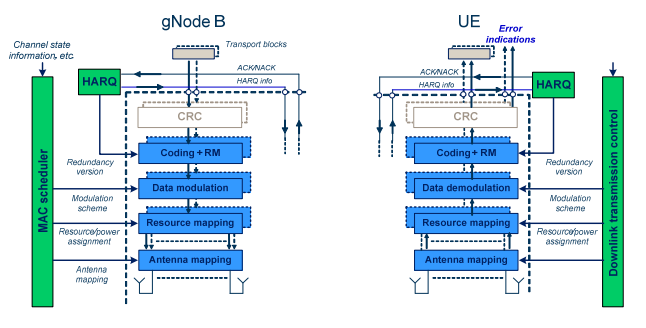 gNode B
UE
Channel state
information, etc.
Transport blocks
Error
indications
HARQ
ACK/NACK
HARQ info
ACK/NACK
HARQ info
HARQ
CRC
CRC
Coding + RM
Coding + RM
Redundancy
version
Redundancy
version
Data modulation
Data demodulation
Modulation
scheme
Modulation
scheme
Resource mapping
Resource mapping
Resource/power
assignment
Resource/power
assignment
Antenna mapping
Antenna mapping
Antenna
mapping
Antenna
mapping
MAC scheduler
Downlink transmission control